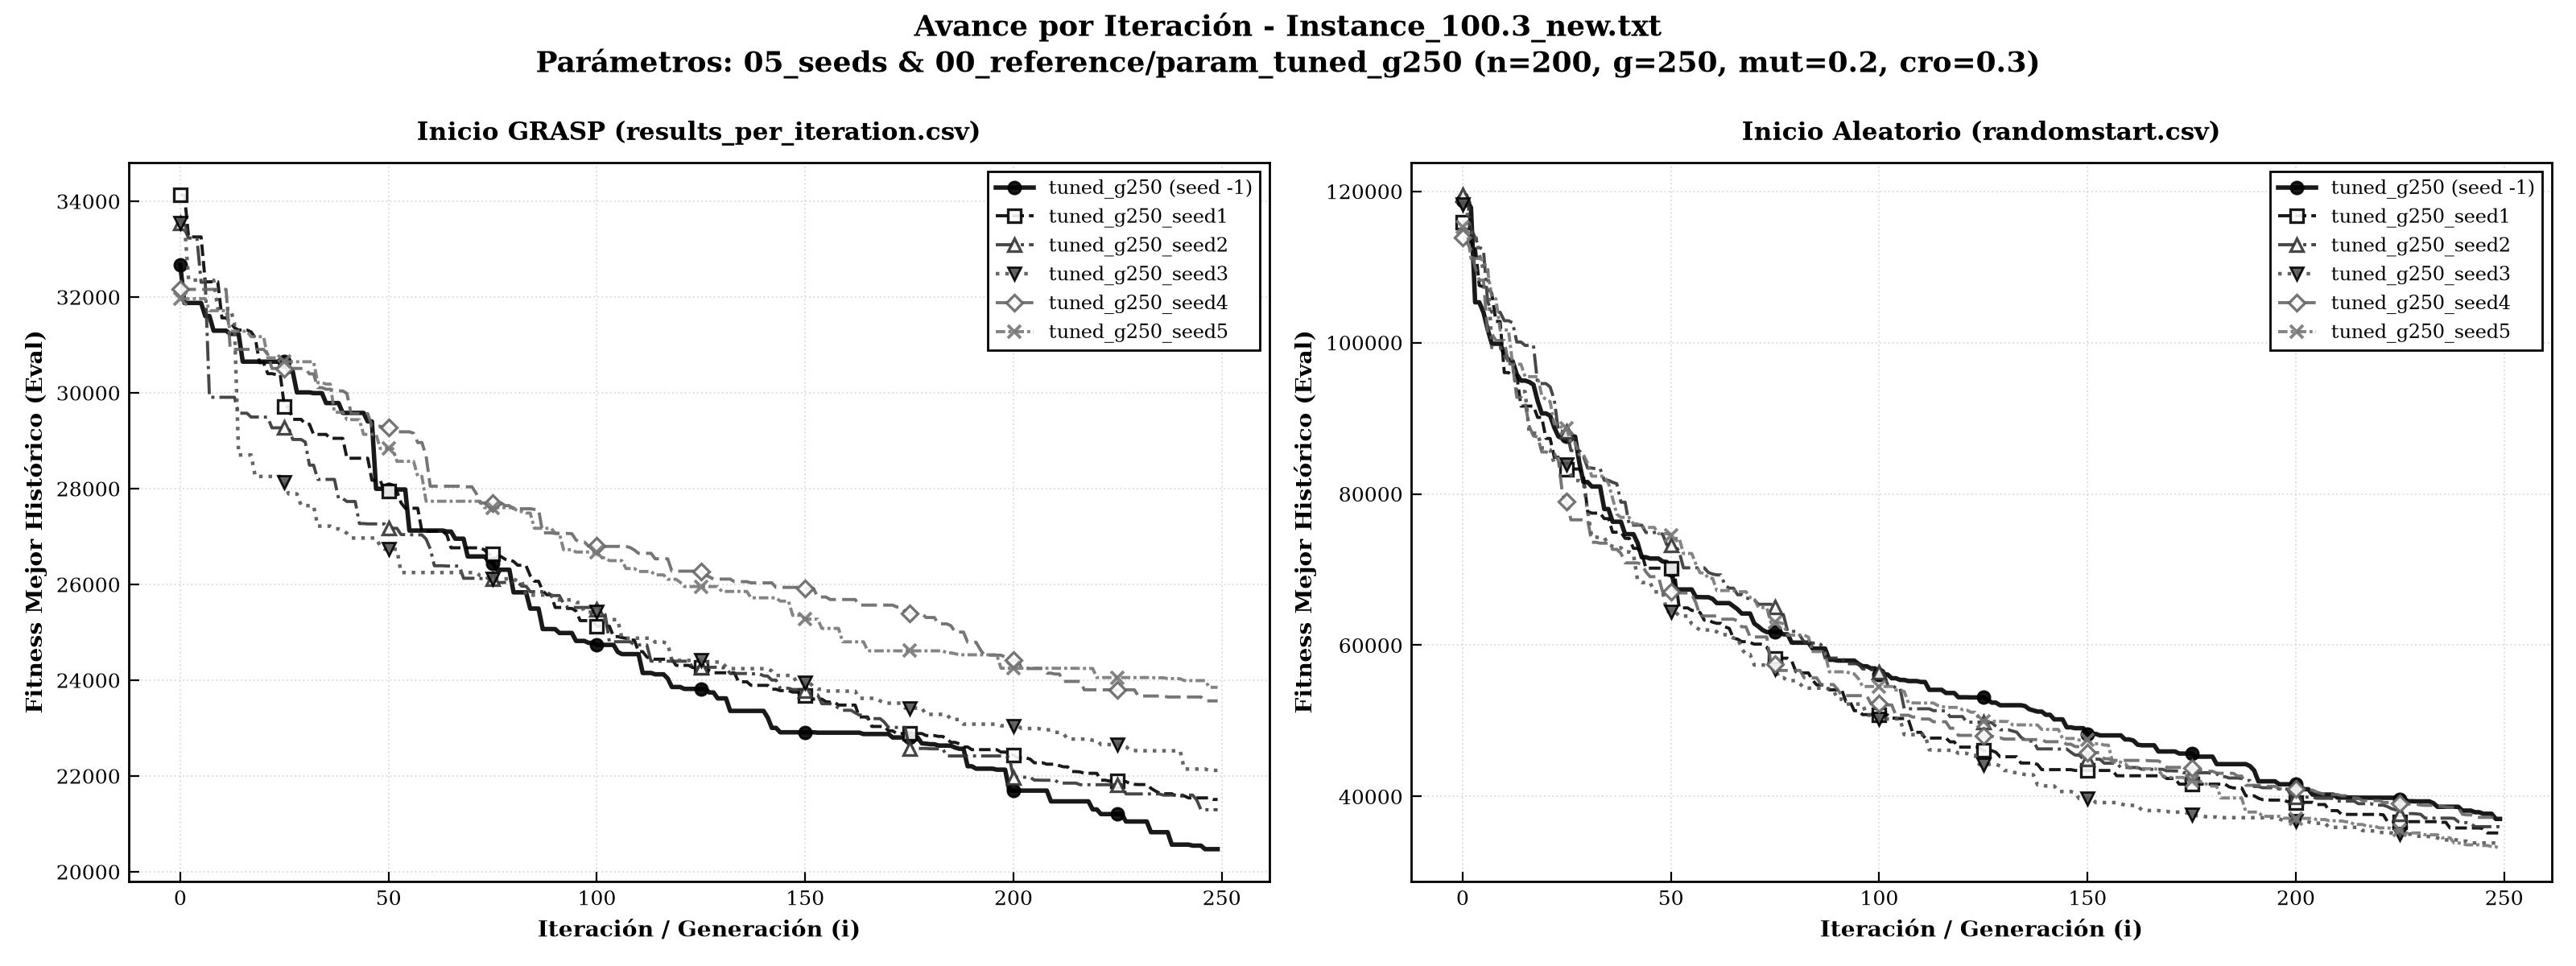 Avance por Iteración - Instance_100.3_new.txt
Parámetros: 05_seeds & 00_reference/param_tuned_g250 (n=200, g=250, mut=0.2, cro=0.3)
Inicio GRASP (results_per_iteration.csv)
Fitness Mejor Histórico (Eval)
34000
32000
30000
28000
26000
24000
22000
20000
tuned_g250 (seed -1)
tuned_g250_seed1
tuned_g250_seed2
tuned_g250_seed3
tuned_g250_seed4
tuned_g250_seed5
0
50
100
150
200
250
Iteración / Generación (i)
Inicio Aleatorio (randomstart.csv)
Fitness Mejor Histórico (Eval)
120000
100000
80000
60000
40000
tuned_g250 (seed -1)
tuned_g250_seed1
tuned_g250_seed2
tuned_g250_seed3
tuned_g250_seed4
tuned_g250_seed5
0
50
100
150
200
250
Iteración / Generación (i)